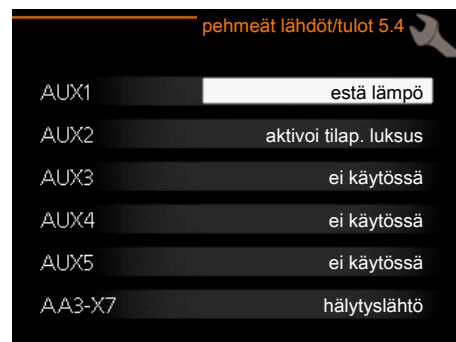 pehmeät lähdöt/tulot 5.4
AUX1 estä lämpö
AUX2 aktivoi tilap. luksus
AUX3 ei käytössä
AUX4 ei käytössä
AUX5 ei käytössä
AA3-X7 hälytyslähtö